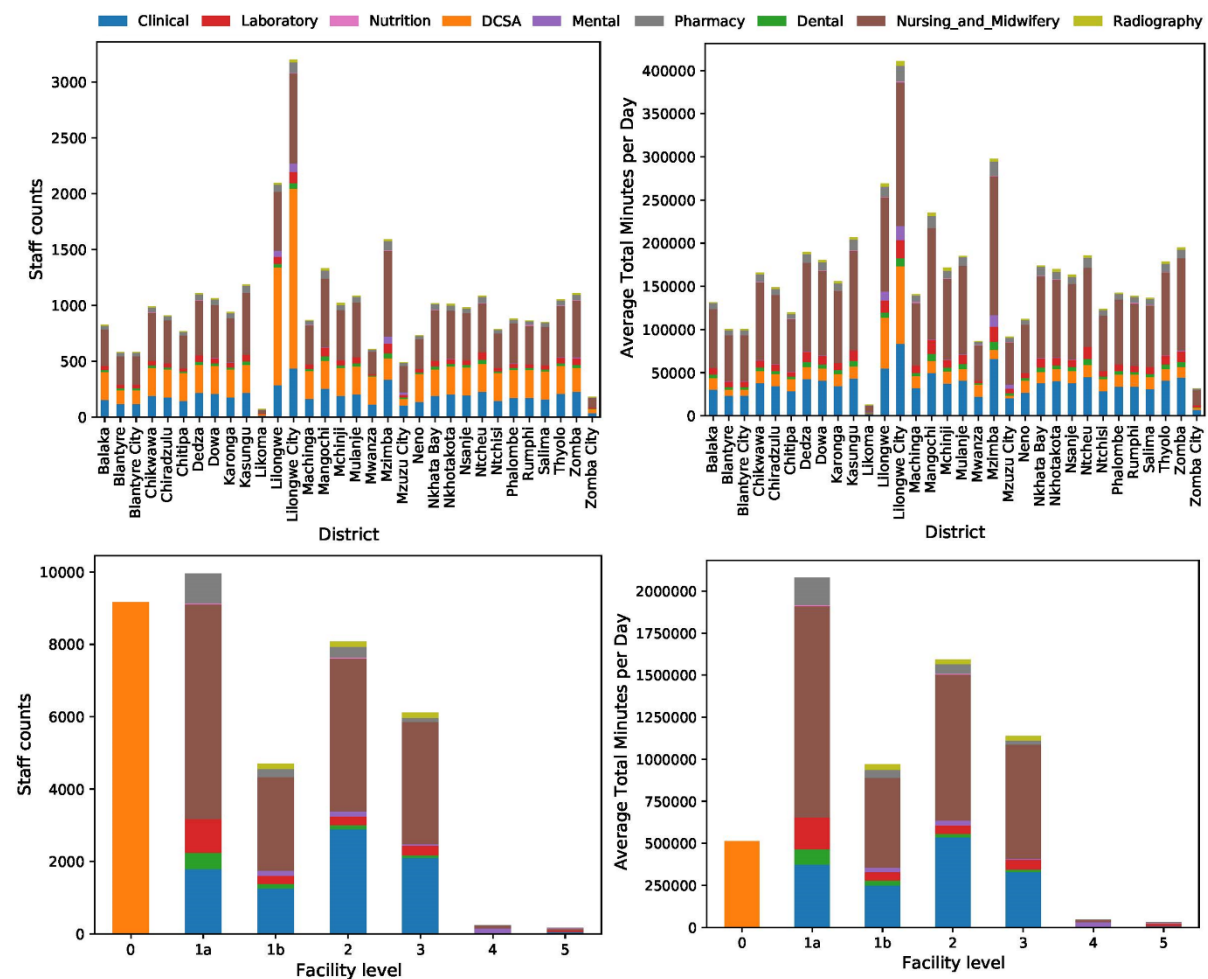 Clinical Laboratory Nutrition DCSA Mental Pharmacy Dental Nursing_and_Midwifery Radiography
Staff counts
3000
2500
2000
1500
1000
500
0
Balaka
Blantyre
Blantyre City
Chikwawa
Chiradzulu
Chitipa
Dedza
Dowa
Karonga
Kasungu
Likoma
Lilongwe
Lilongwe City
Machinga
Mangochi
Mchinji
Mulanje
Mwanza
Mzimba
Mzuzu City
Neno
Nkhata Bay
Nkhotakota
Nsanje
Ntcheu
Ntchisi
Phalombe
Rumphi
Salima
Thyolo
Zomba
Zomba City
District
Average Total Minutes per Day
400000
350000
300000
250000
200000
150000
100000
50000
0
Balaka
Blantyre
Blantyre City
Chikwawa
Chiradzulu
Chitipa
Dedza
Dowa
Karonga
Kasungu
Likoma
Lilongwe
Lilongwe City
Machinga
Mangochi
Mchinji
Mulanje
Mwanza
Mzimba
Mzuzu City
Neno
Nkhata Bay
Nkhotakota
Nsanje
Ntcheu
Ntchisi
Phalombe
Rumphi
Salima
Thyolo
Zomba
Zomba City
District
Staff counts
10000
8000
6000
4000
2000
0
0 1a 1b 2 3 4 5
Facility level
Average Total Minutes per Day
2000000
1750000
1500000
1250000
1000000
750000
500000
250000
0
0 1a 1b 2 3 4 5
Facility level